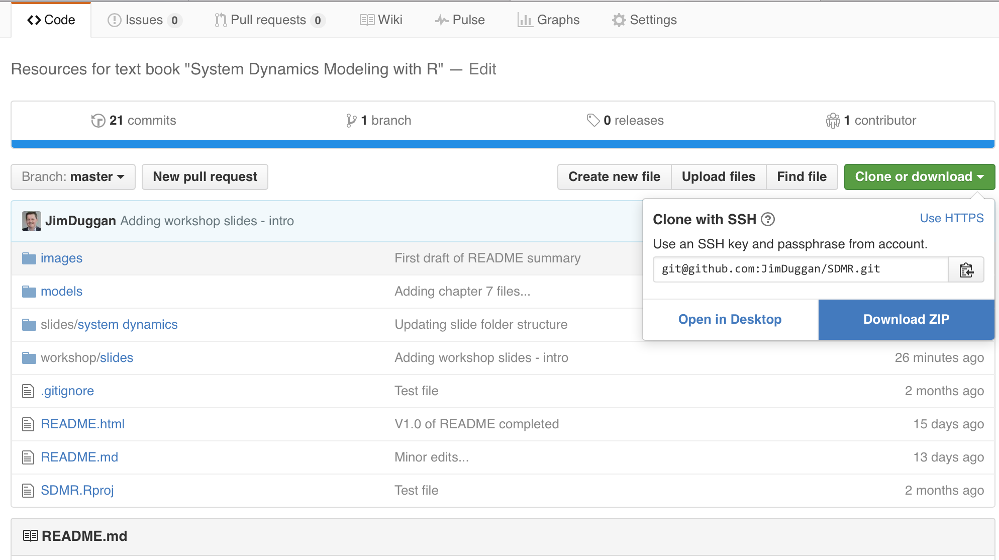 Code Issues 0 Pull requests 0 Wiki Pulse Graphs Settings
Resources for text book "System Dynamics Modeling with R" — Edit
21 commits 1 branch 0 releases 1 contributor
Branch: master New pull request Create new file Upload files Find file Clone or download
JimDuggan Adding workshop slides - intro
Clone with SSH ? Use HTTPS
Use an SSH key and passphrase from account.
git@github.com:JimDuggan/SDMR.git
Open in Desktop Download ZIP
images First draft of README summary
models Adding chapter 7 files...
slides/system dynamics Updating slide folder structure
workshop/slides Adding workshop slides - intro 26 minutes ago
.gitignore Test file 2 months ago
README.html V1.0 of README completed 15 days ago
README.md Minor edits... 13 days ago
SDMR.Rproj Test file 2 months ago
README.md